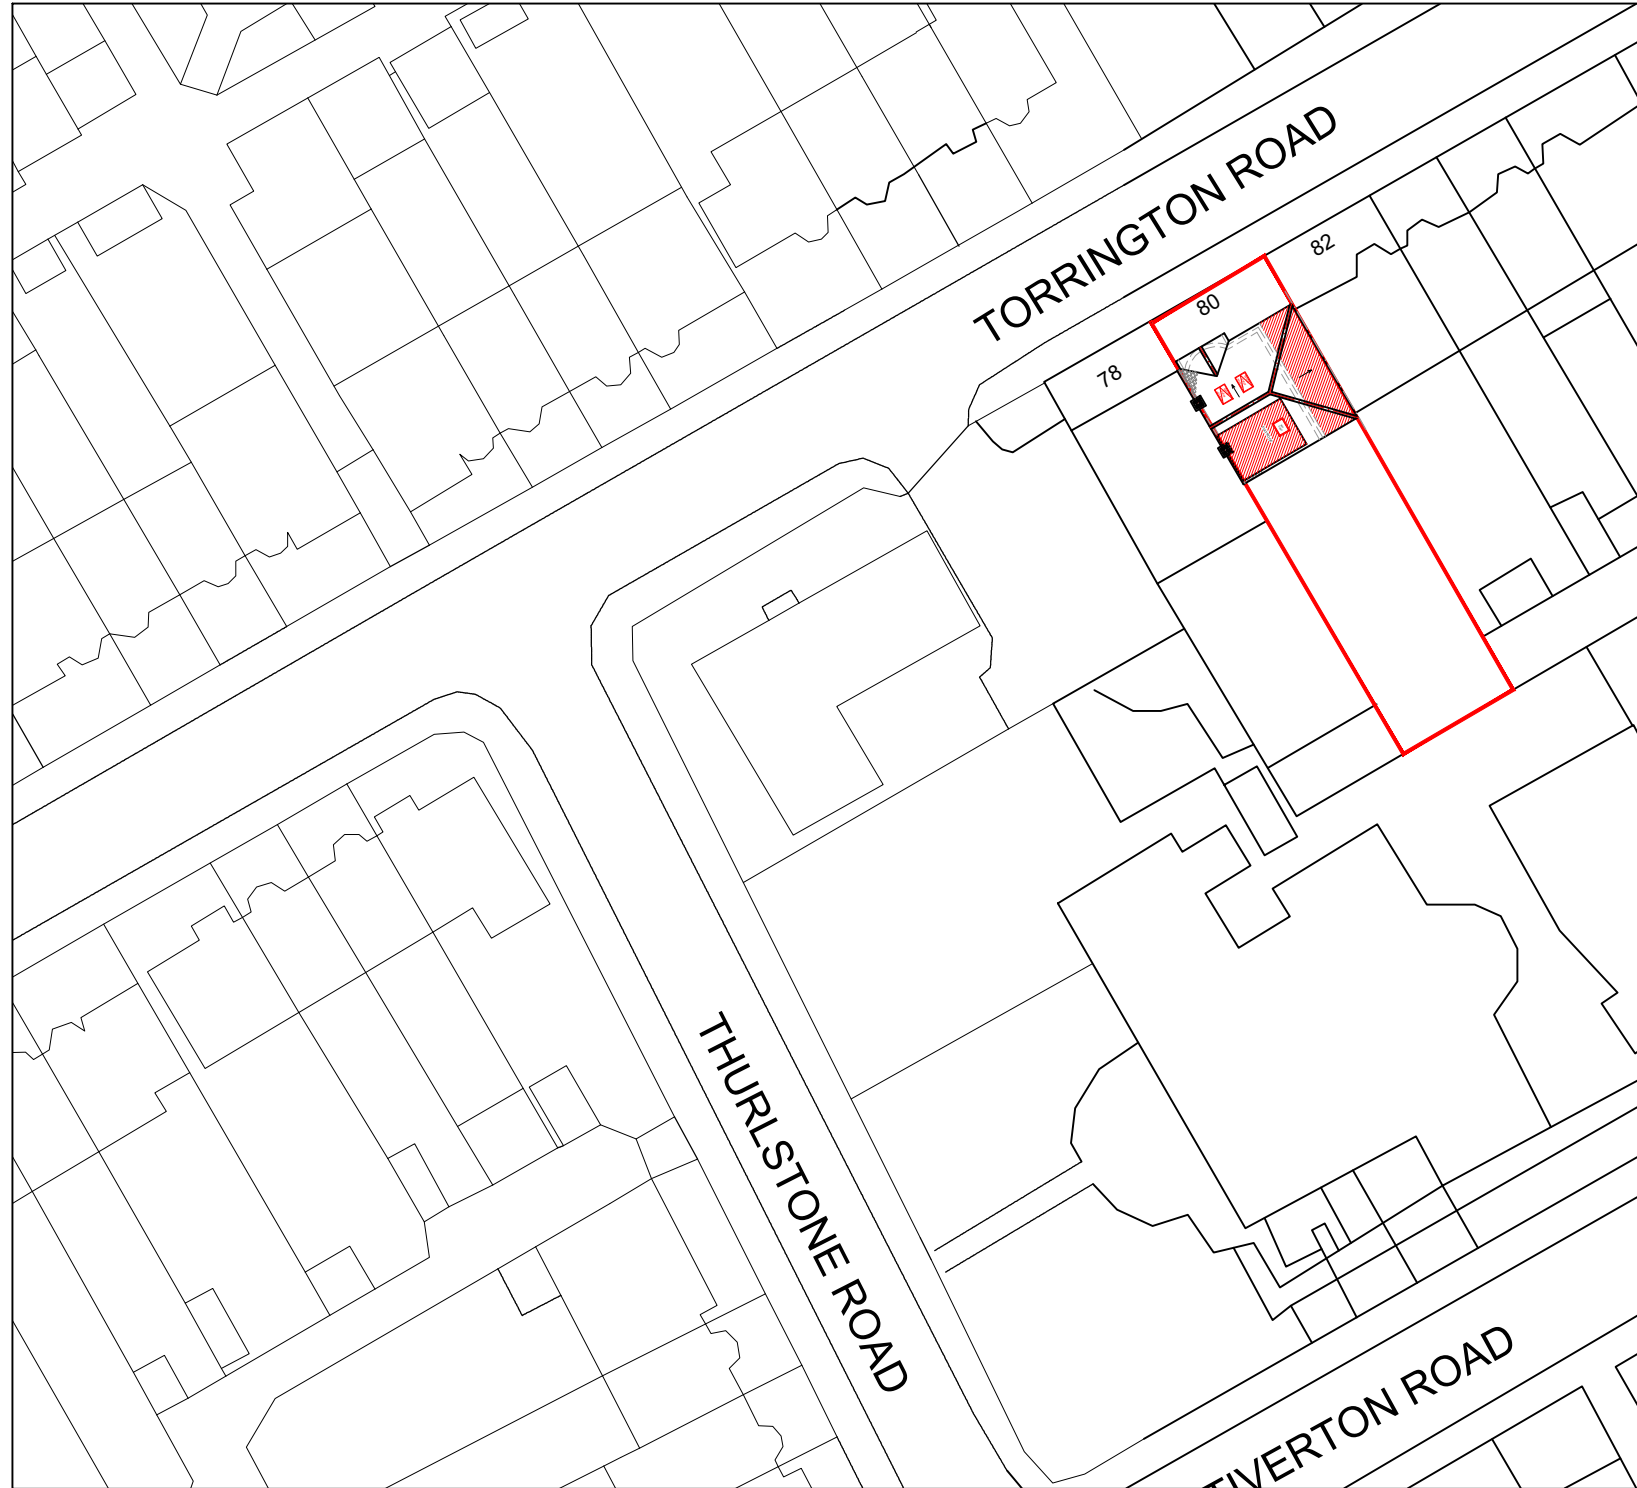 TORRINGTON ROAD
82
80
78
THURLSTONE ROAD
TIVERTON ROAD